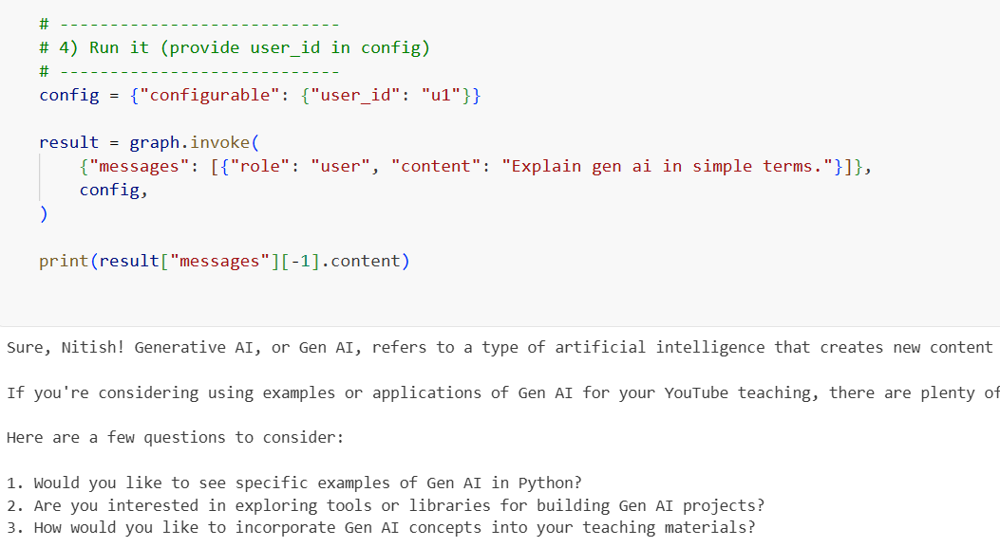 # ----------------------------
# 4) Run it (provide user_id in config)
# ----------------------------
config = {"configurable": {"user_id": "u1"}}
result = graph.invoke(
{"messages": [{"role": "user", "content": "Explain gen ai in simple terms."}]},
config,
)
print(result["messages"][-1].content)
Sure, Nitish! Generative AI, or Gen AI, refers to a type of artificial intelligence that creates new content
If you're considering using examples or applications of Gen AI for your YouTube teaching, there are plenty of
Here are a few questions to consider:
1. Would you like to see specific examples of Gen AI in Python?
2. Are you interested in exploring tools or libraries for building Gen AI projects?
3. How would you like to incorporate Gen AI concepts into your teaching materials?